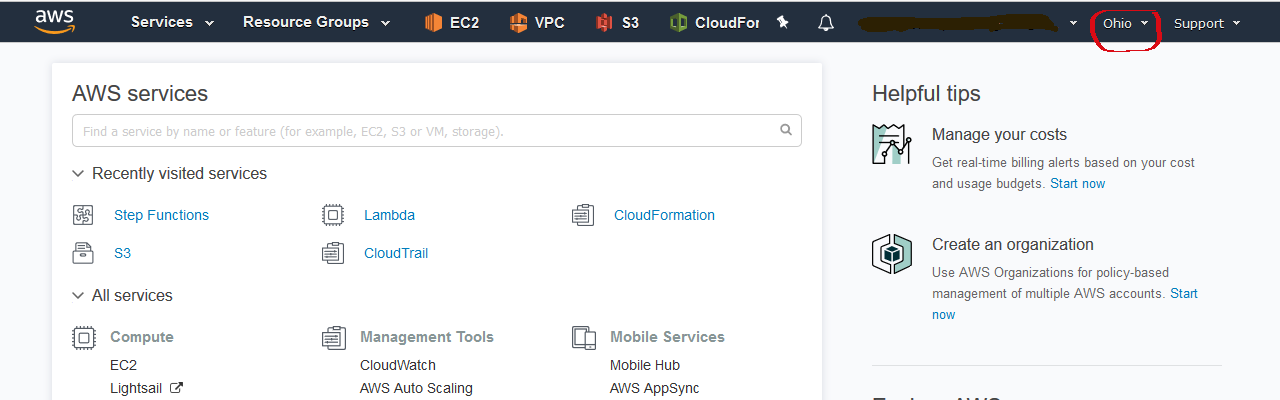 aws Services Resource Groups EC2 VPC S3 CloudFor Ohio Support
AWS services
Find a service by name or feature (for example, EC2, S3 or VM, storage).
Recently visited services
Step Functions Lambda CloudFormation
S3 CloudTrail
All services
Compute Management Tools Mobile Services
EC2 CloudWatch Mobile Hub
Lightsail AWS Auto Scaling AWS AppSync
Helpful tips
Manage your costs
Get real-time billing alerts based on your cost
and usage budgets. Start now
Create an organization
Use AWS Organizations for policy-based
management of multiple AWS accounts. Start
now